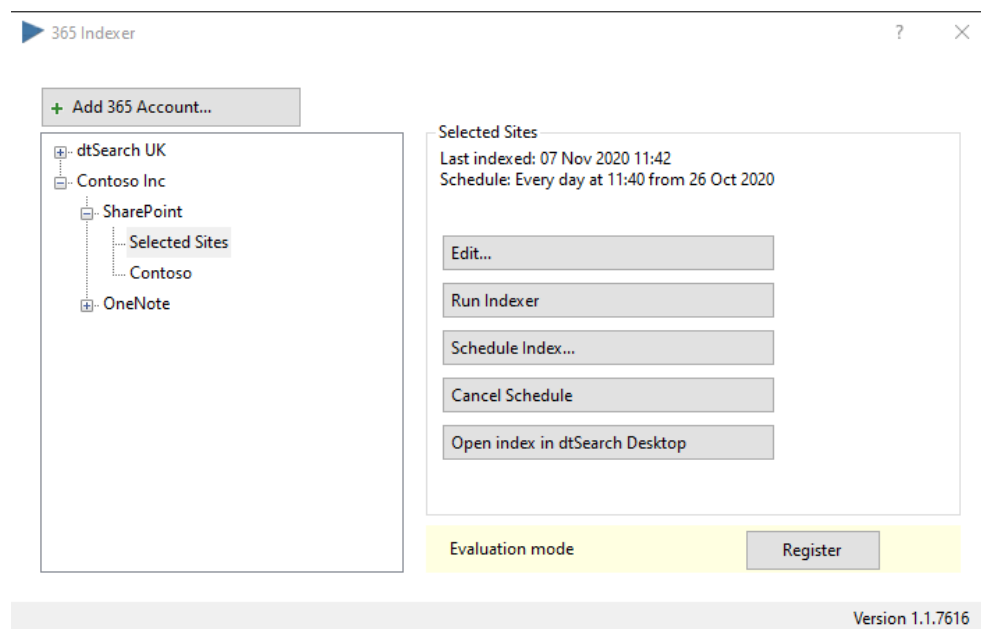 365 Indexer
?
+ Add 365 Account...
dtSearch UK
Contoso Inc
SharePoint
Selected Sites
Contoso
OneNote
Selected Sites
Last indexed: 07 Nov 2020 11:42
Schedule: Every day at 11:40 from 26 Oct 2020
Edit...
Run Indexer
Schedule Index...
Cancel Schedule
Open index in dtSearch Desktop
Evaluation mode
Register
Version 1.1.7616